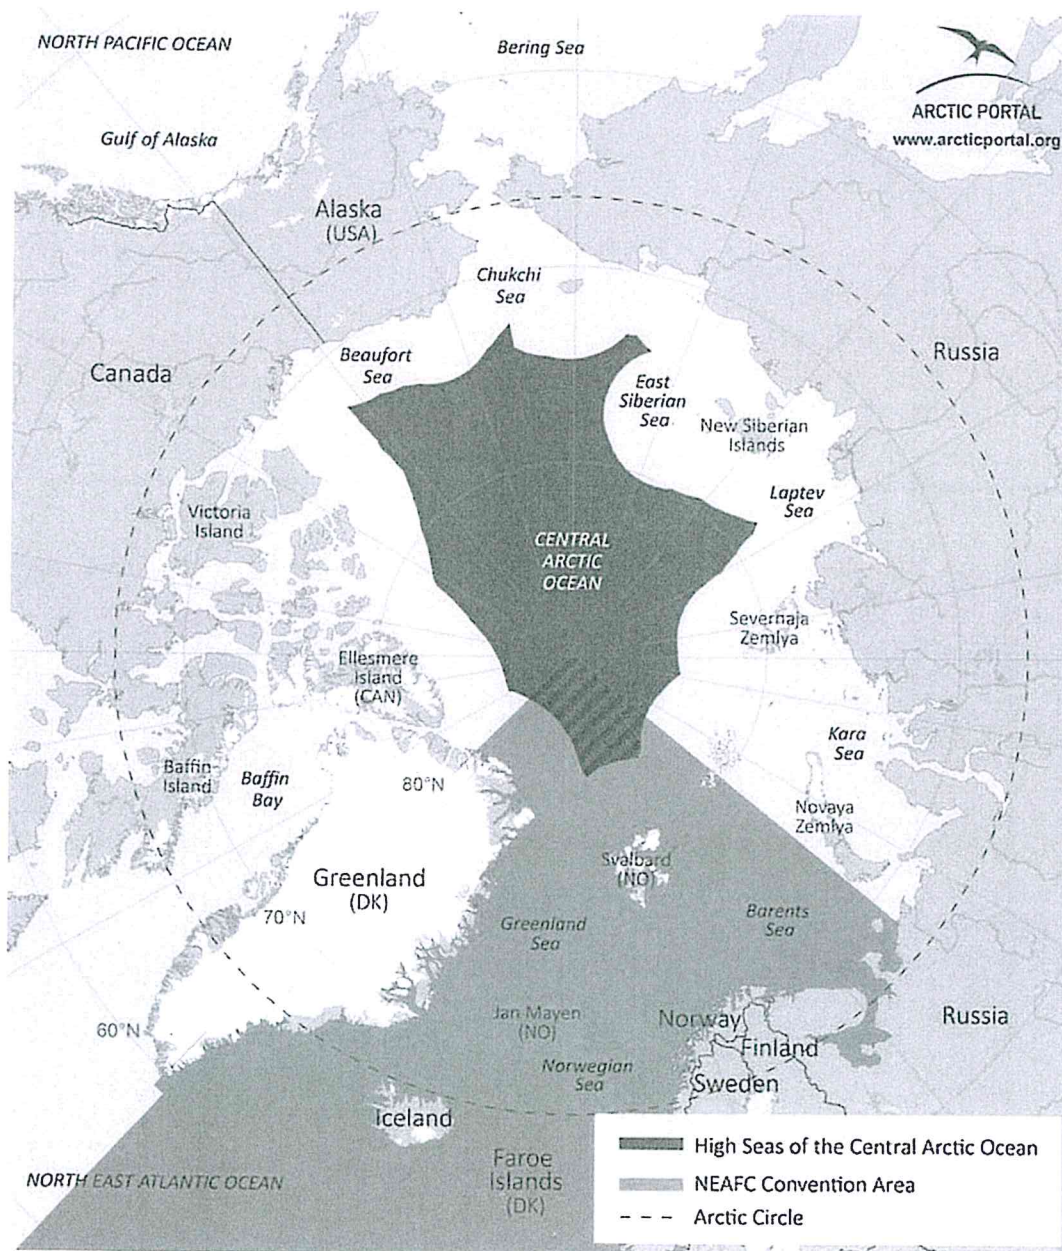 NORTH PACIFIC OCEAN
Bering Sea
ARCTIC PORTAL
www.arcticportal.org
Gulf of Alaska
Alaska
(USA)
Chukchi
Sea
Beaufort
Sea
Canada
Russia
East
Siberian
Sea
New Siberian
Islands
Laptev
Sea
Victoria
Island
CENTRAL
ARCTIC
OCEAN
Severnaja
Zemlya
Ellesmere
Island
(CAN)
Kara
Sea
Baffin
Island
Baffin
Bay
80°N
Novaya
Zemlya
Svalbard
(NO)
Greenland
(DK)
70°N
Greenland
Sea
Barents
Sea
60°N
Jan Mayen
(NO)
Norway
Russia
Finland
Norwegian
Sea
Sweden
Iceland
Faroe
Islands
(DK)
NORTH EAST ATLANTIC OCEAN
High Seas of the Central Arctic Ocean
NEAFC Convention Area
Arctic Circle